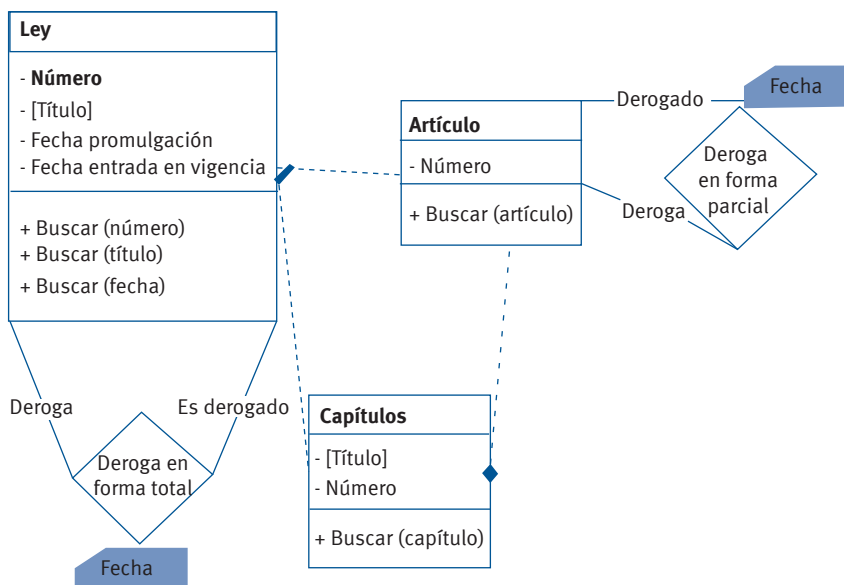 Ley
- Número
- [Título]
- Fecha promulgación
- Fecha entrada en vigencia
+ Buscar (número)
+ Buscar (título)
+ Buscar (fecha)
Artículo
- Número
+ Buscar (artículo)
Derogado
Fecha
Deroga
en forma
parcial
Deroga
Deroga
Es derogado
Deroga en
forma total
Fecha
Capítulos
- [Título]
- Número
+ Buscar (capítulo)